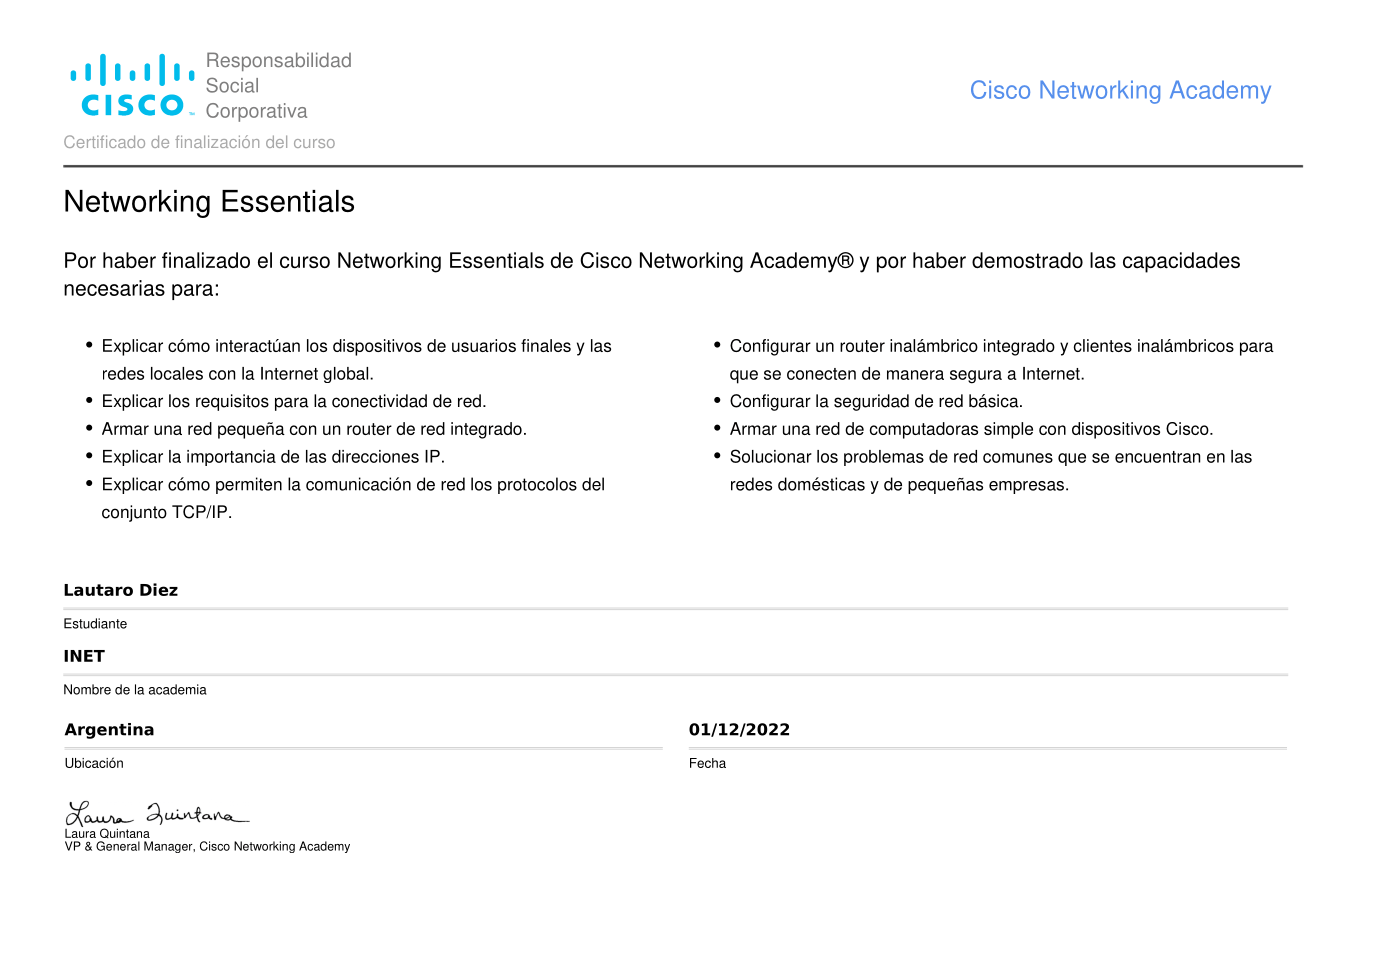 CISCO
Responsabilidad
Social
Corporativa
Cisco Networking Academy
Certificado de finalización del curso
Networking Essentials
Por haber finalizado el curso Networking Essentials de Cisco Networking Academy® y por haber demostrado las capacidades
necesarias para:
• Explicar cómo interactúan los dispositivos de usuarios finales y las
redes locales con la Internet global.
• Explicar los requisitos para la conectividad de red.
• Armar una red pequeña con un router de red integrado.
• Explicar la importancia de las direcciones IP.
• Explicar cómo permiten la comunicación de red los protocolos del
conjunto TCP/IP.
• Configurar un router inalámbrico integrado y clientes inalámbricos para
que se conecten de manera segura a Internet.
• Configurar la seguridad de red básica.
• Armar una red de computadoras simple con dispositivos Cisco.
• Solucionar los problemas de red comunes que se encuentran en las
redes domésticas y de pequeñas empresas.
Lautaro Diez
Estudiante
INET
Nombre de la academia
Argentina
Ubicación
01/12/2022
Fecha
Laura Quintana
Laura Quintana
VP & General Manager, Cisco Networking Academy